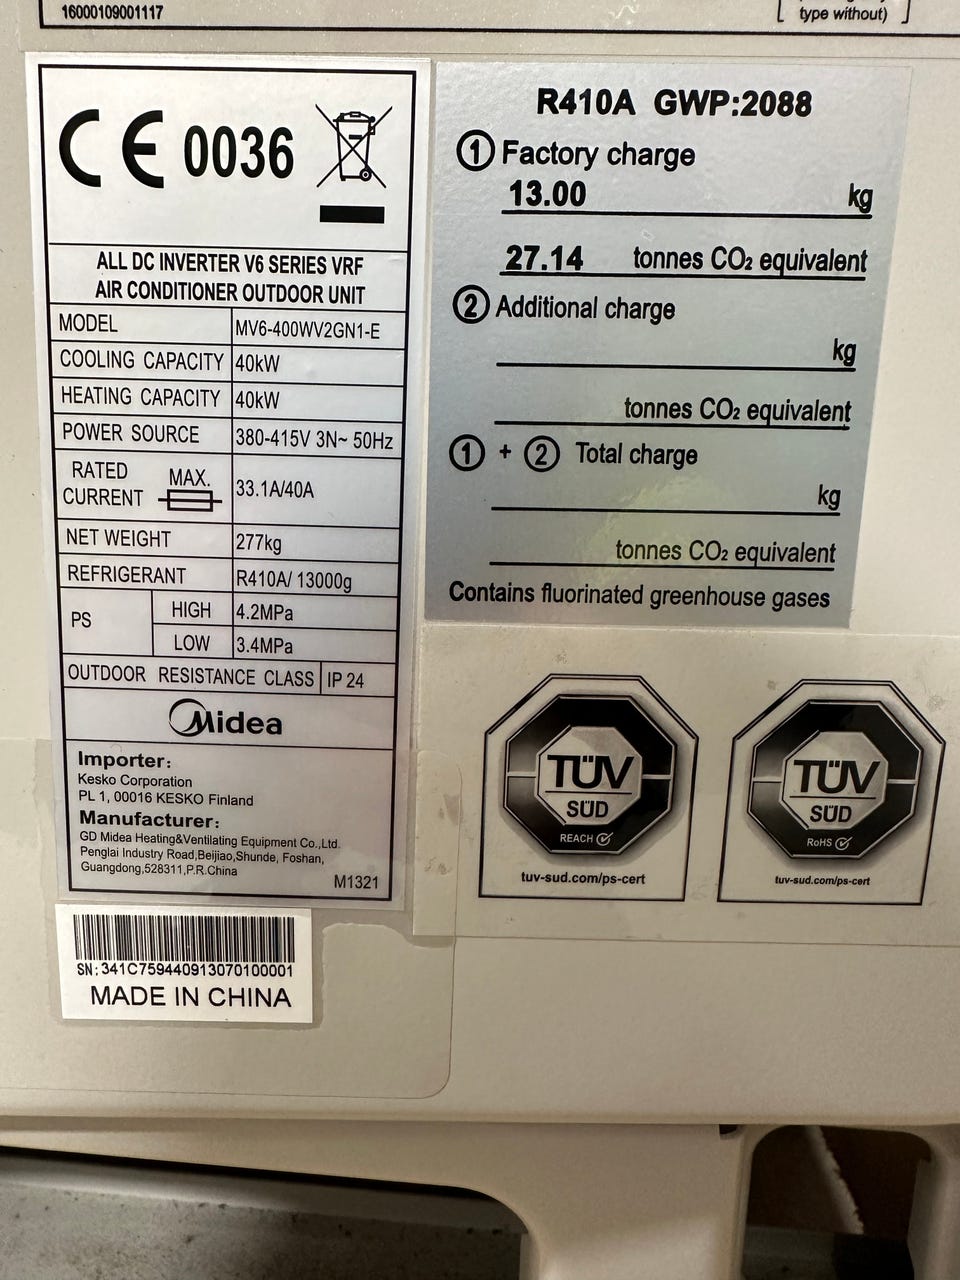 16000109001117
type without)
CE 0036
ALL DC INVERTER V6 SERIES VRF
AIR CONDITIONER OUTDOOR UNIT
MODEL MV6-400WV2GN1-E
COOLING CAPACITY 40kW
HEATING CAPACITY 40kW
POWER SOURCE 380-415V 3N~ 50Hz
RATED
CURRENT MAX. 33.1A/40A
NET WEIGHT 277kg
REFRIGERANT R410A/ 13000g
PS HIGH 4.2MPa
LOW 3.4MPa
OUTDOOR RESISTANCE CLASS IP 24
Midea
Importer:
Kesko Corporation
PL 1, 00016 KESKO Finland
Manufacturer:
GD Midea Heating&Ventilating Equipment Co.,Ltd.
Penglai Industry Road,Beijiao,Shunde, Foshan,
Guangdong,528311,P.R.China
M1321
SN:341C759440913070100001
MADE IN CHINA
R410A GWP:2088
① Factory charge
13.00 kg
27.14 tonnes CO₂ equivalent
② Additional charge
kg
tonnes CO₂ equivalent
① + ② Total charge
kg
tonnes CO₂ equivalent
Contains fluorinated greenhouse gases
TÜV
SÜD
REACH
tuv-sud.com/ps-cert
TÜV
SÜD
RoHS
tuv-sud.com/ps-cert